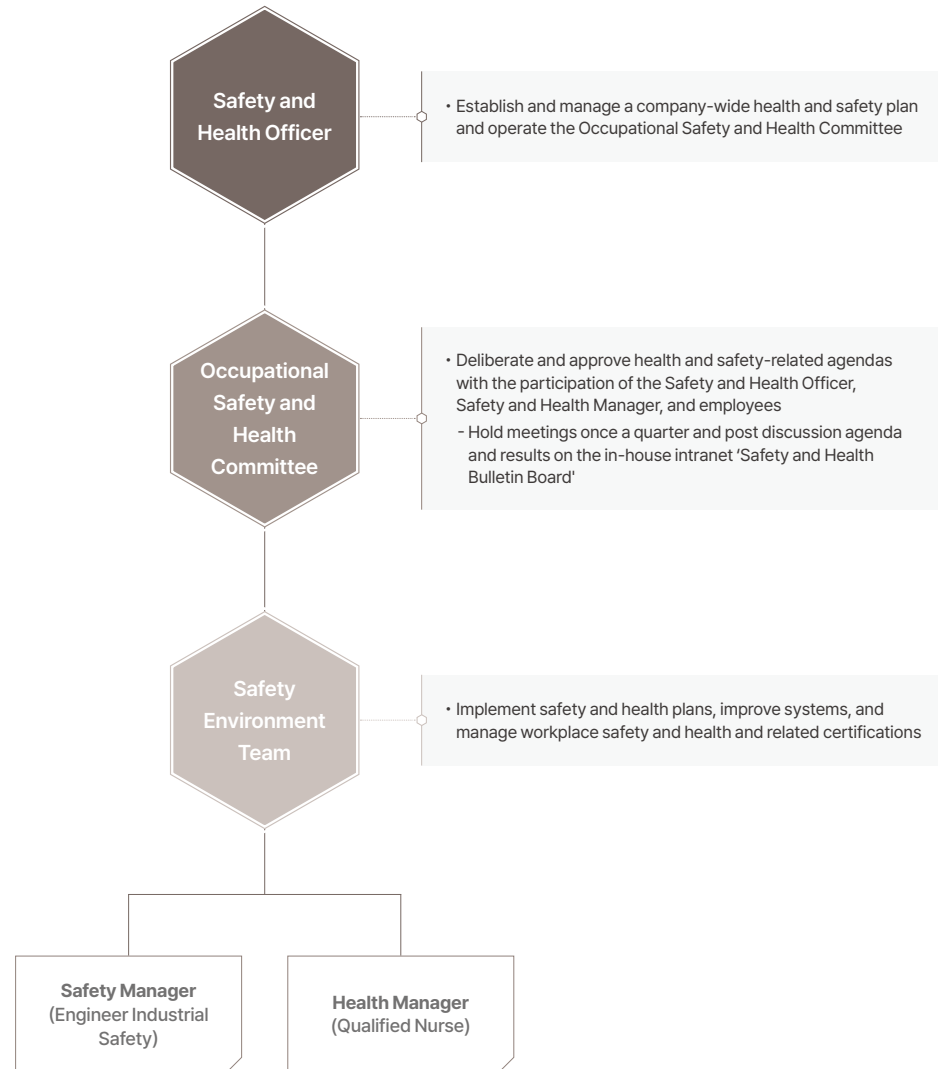 Safety and
Health Officer
• Establish and manage a company-wide health and safety plan
and operate the Occupational Safety and Health Committee
Occupational
Safety and
Health
Committee
• Deliberate and approve health and safety-related agendas
with the participation of the Safety and Health Officer,
Safety and Health Manager, and employees
- Hold meetings once a quarter and post discussion agenda
and results on the in-house intranet ‘Safety and Health
Bulletin Board'
Safety
Environment
Team
• Implement safety and health plans, improve systems, and
manage workplace safety and health and related certifications
Safety Manager
(Engineer Industrial
Safety)
Health Manager
(Qualified Nurse)